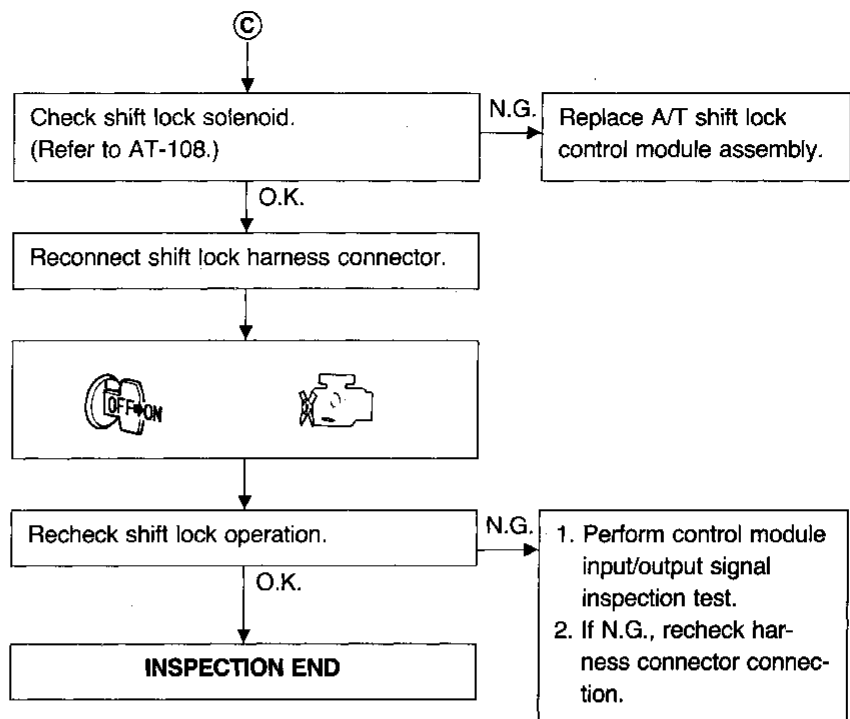 C
Check shift lock solenoid.
(Refer to AT-108.)
N.G.
Replace A/T shift lock
control module assembly.
O.K.
Reconnect shift lock harness connector.
OFF➡ON
Recheck shift lock operation.
N.G.
1. Perform control module
input/output signal
inspection test.
2. If N.G., recheck har-
ness connector connec-
tion.
O.K.
INSPECTION END